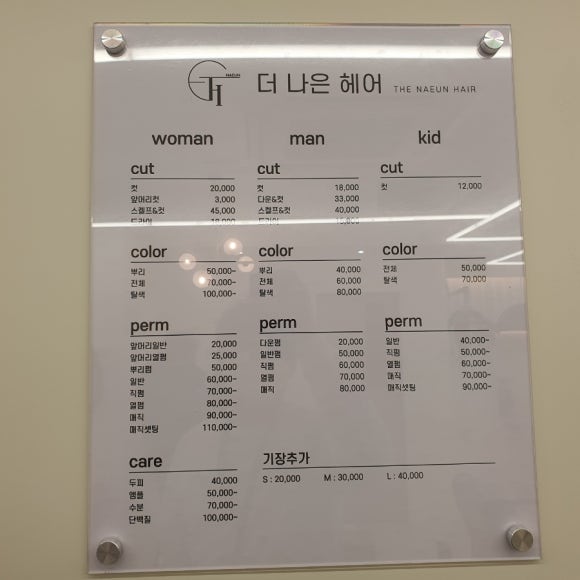 TH NAEUN
더 나은 헤어 THE NAEUN HAIR
woman
cut
컷 20,000
앞머리컷 3,000
스켈프&컷 45,000
드라이
color
뿌리 50,000~
전체 70,000~
탈색 100,000~
perm
앞머리일반 20,000
앞머리열펌 25,000
뿌리펌 50,000
일반 60,000~
직펌 70,000~
열펌 80,000~
매직 90,000~
매직셋팅 110,000~
care
두피 40,000
앰플 50,000~
수분 70,000~
단백질 100,000~
man
cut
컷 18,000
다운&컷 33,000
스켈프&컷 40,000
드라이
color
뿌리 40,000
전체 60,000
탈색 80,000
perm
다운펌 20,000
일반펌 50,000
직펌 60,000
열펌 70,000
매직 80,000
kid
cut
컷 12,000
color
전체 50,000
탈색 70,000
perm
일반 40,000~
직펌 50,000~
열펌 60,000~
매직 70,000~
매직셋팅 90,000~
기장추가
S : 20,000 M : 30,000 L : 40,000